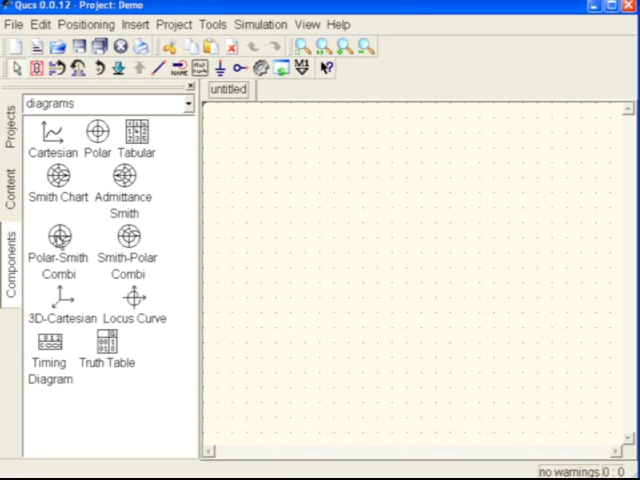 Qucs 0.0.12 - Project: Demo
File Edit Positioning Insert Project Tools Simulation View Help
NAME
untitled
Projects
Content
Components
diagrams
Cartesian Polar Tabular
Smith Chart Admittance
Smith
Polar-Smith Smith-Polar
Combi Combi
3D-Cartesian Locus Curve
Timing Truth Table
Diagram
no warnings 0 : 0